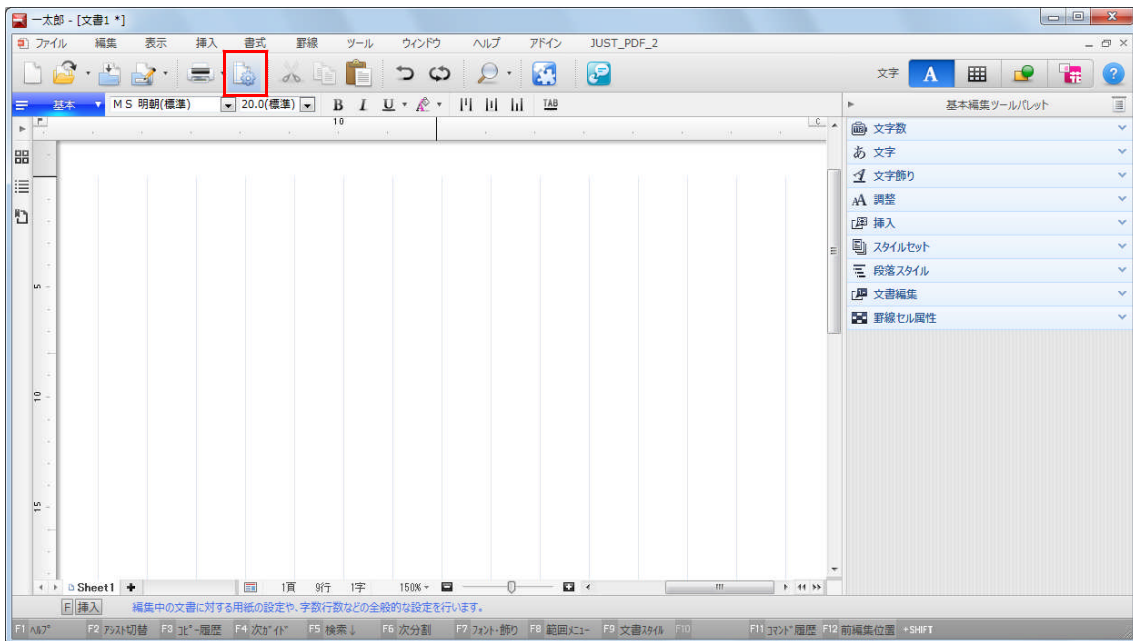 一太郎 - [文書1 *]
ファイル 編集 表示 挿入 書式 罫線 ツール ウィンドウ ヘルプ アドイン JUST_PDF_2
文字 A ?
基本 MS 明朝(標準) 20.0(標準) B I U TAB
基本編集ツールパレット
10
文字数
あ 文字
文字飾り
AA 調整
挿入
スタイルセット
段落スタイル
文書編集
罫線セル属性
5
10
15
Sheet1 1頁 9行 1字 150%
F 挿入 編集中の文書に対する用紙の設定や、字数行数などの全般的な設定を行います。
F1 ヘルプ F2 アシスト切替 F3 コピー履歴 F4 次ガイド F5 検索↓ F6 次分割 F7 フォント・飾り F8 範囲メニュー F9 文書スタイル F10 F11 コマンド履歴 F12 前編集位置 +SHIFT